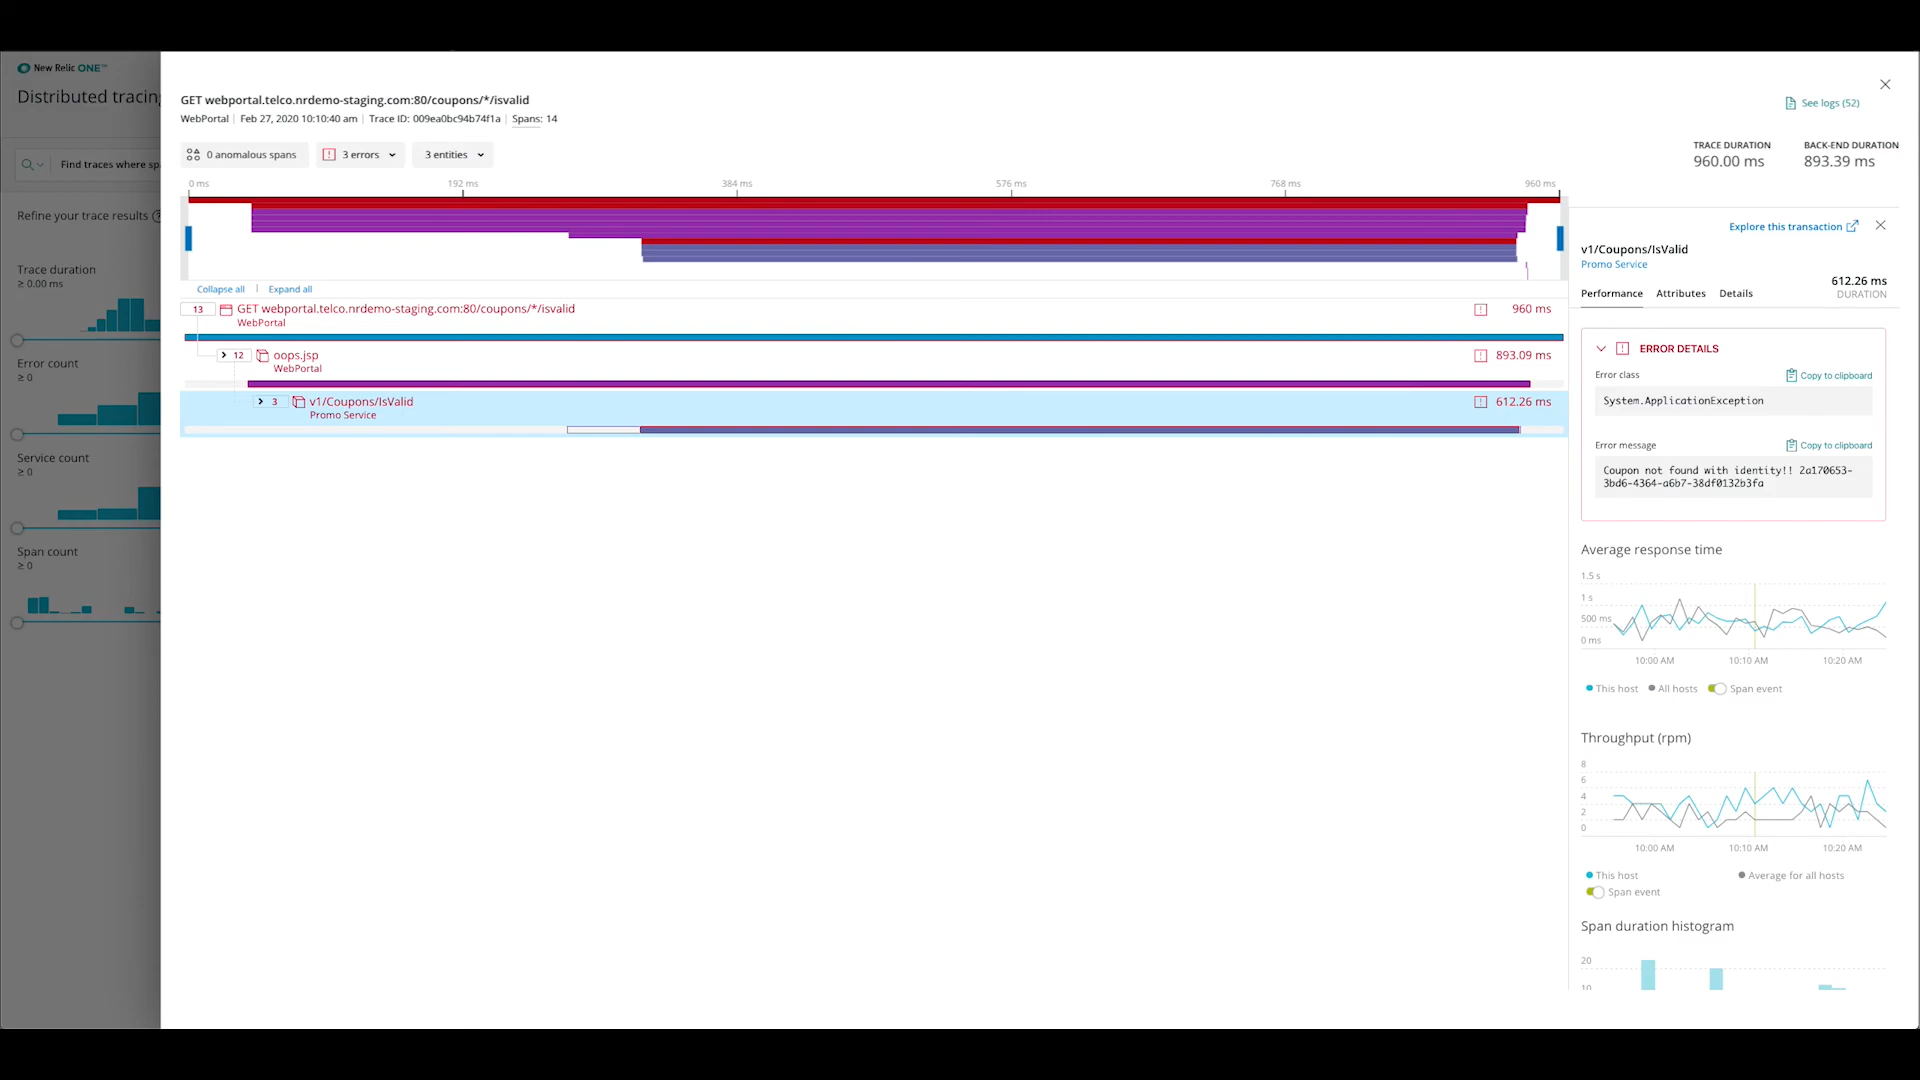 New Relic ONE™
Distributed tracing
Find traces where spa
Refine your trace results
Trace duration
≥ 0.00 ms
Error count
≥ 0
Service count
≥ 0
Span count
≥ 0
GET webportal.telco.nrdemo-staging.com:80/coupons/*/isvalid
WebPortal | Feb 27, 2020 10:10:40 am | Trace ID: 009ea0bc94b74f1a | Spans: 14
See logs (52)
0 anomalous spans
3 errors
3 entities
TRACE DURATION
960.00 ms
BACK-END DURATION
893.39 ms
0 ms 192 ms 384 ms 576 ms 768 ms 960 ms
Collapse all | Expand all
13 GET webportal.telco.nrdemo-staging.com:80/coupons/*/isvalid 960 ms
WebPortal
12 oops.jsp 893.09 ms
WebPortal
3 v1/Coupons/IsValid 612.26 ms
Promo Service
Explore this transaction
v1/Coupons/IsValid
Promo Service
612.26 ms
DURATION
Performance Attributes Details
ERROR DETAILS
Error class Copy to clipboard
System.ApplicationException
Error message Copy to clipboard
Coupon not found with identity!! 2a170653-
3bd6-4364-a6b7-38df0132b3fa
Average response time
1.5 s
1 s
500 ms
0 ms
10:00 AM 10:10 AM 10:20 AM
This host All hosts Span event
Throughput (rpm)
8
6
4
2
0
10:00 AM 10:10 AM 10:20 AM
This host Average for all hosts
Span event
Span duration histogram
20
10